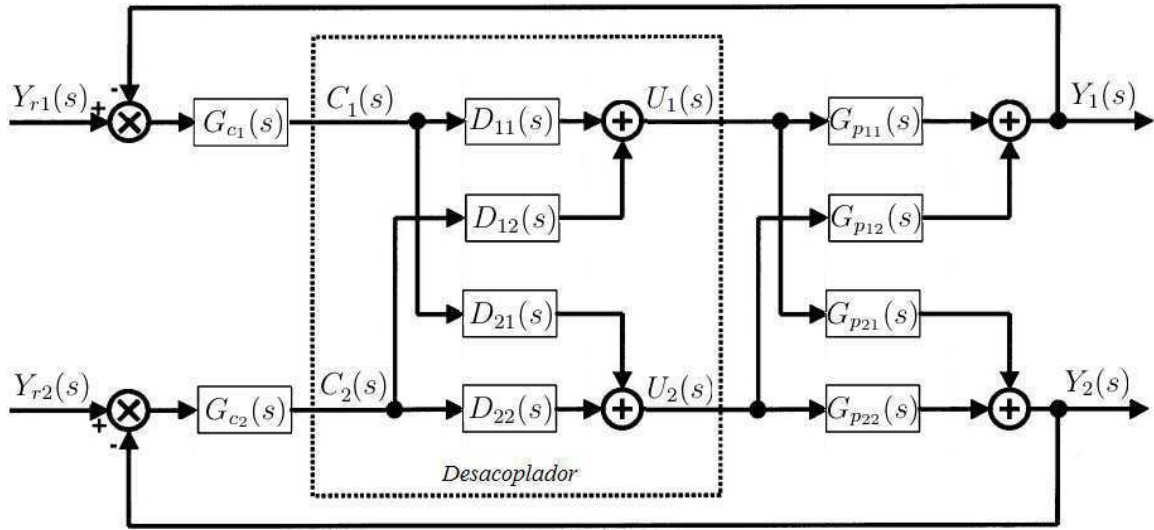 -
Y_{r1}(s) + G_{c_1}(s) C_1(s) D_{11}(s) + U_1(s) G_{p_{11}}(s) + Y_1(s)
D_{12}(s) G_{p_{12}}(s)
D_{21}(s) G_{p_{21}}(s)
Y_{r2}(s) + G_{c_2}(s) C_2(s) D_{22}(s) + U_2(s) G_{p_{22}}(s) + Y_2(s)
-
Desacoplador